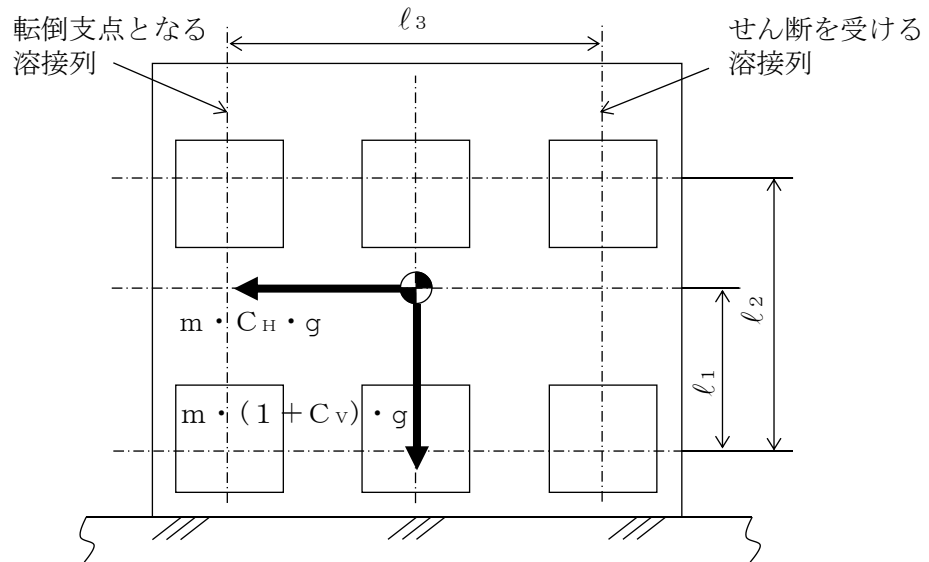 転倒支点となる
溶接列
ℓ3
せん断を受ける
溶接列
m・CH・g
m・(1+CV)・g
ℓ1
ℓ2